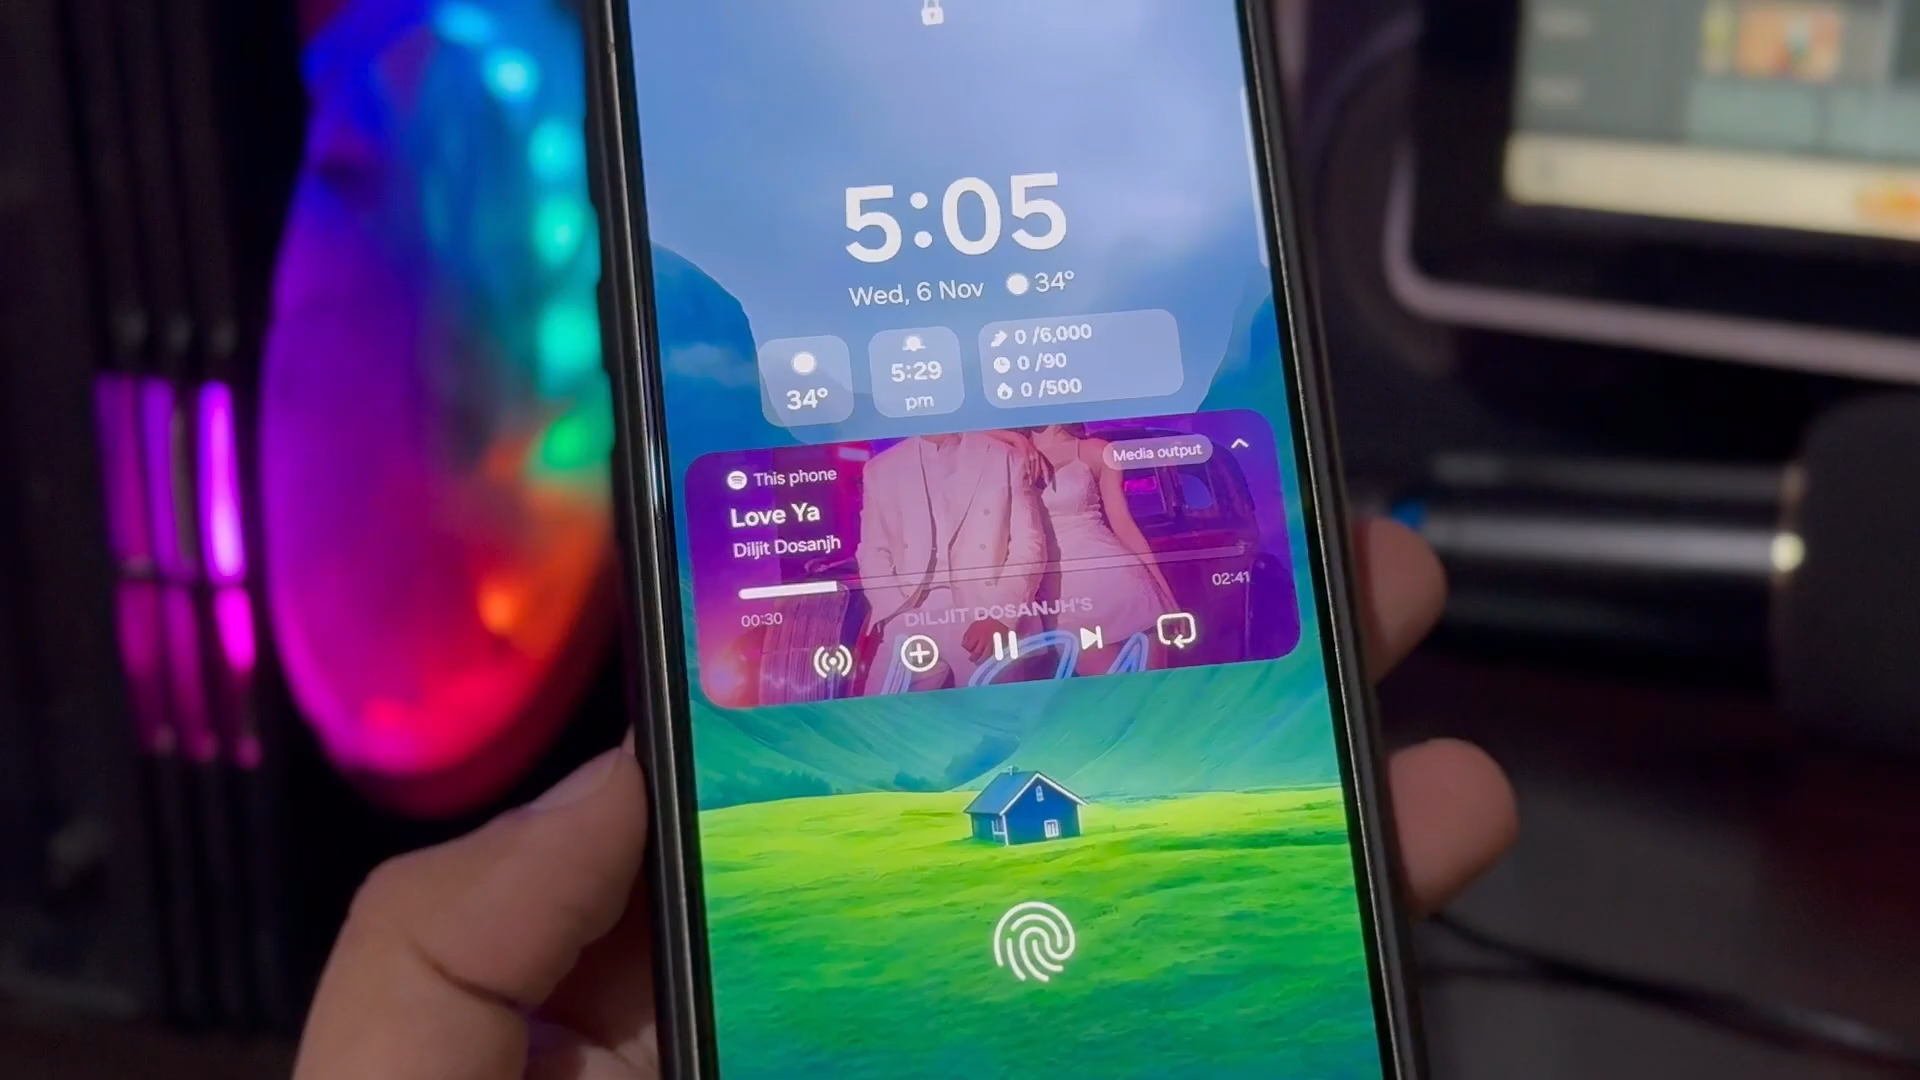 5:05
Wed, 6 Nov 34°
34°
5:29
pm
0 /6,000
0 /90
0 /500
This phone
Media output
Love Ya
Diljit Dosanjh
00:30
02:41
DILJIT DOSANJH'S